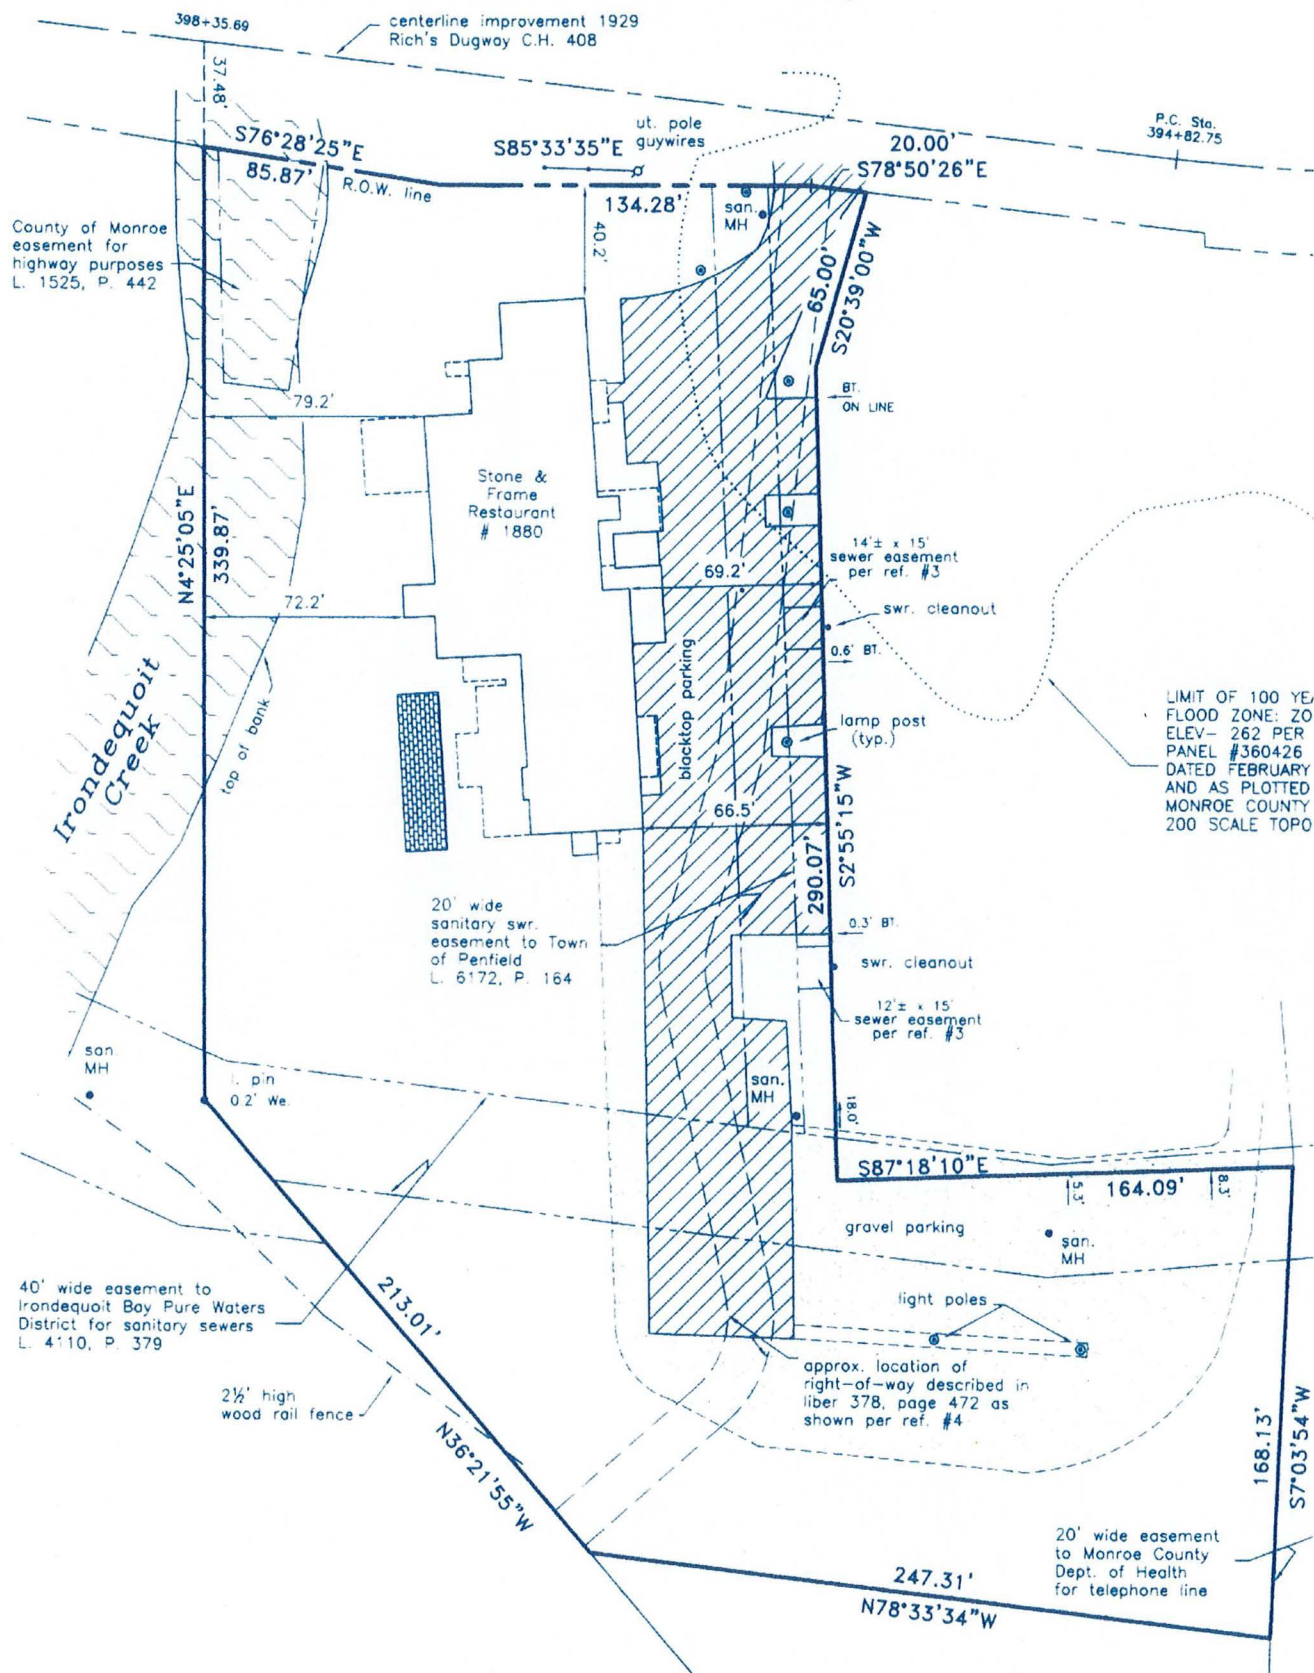 398+35.69
centerline improvement 1929
Rich's Dugway C.H. 408
37.48'
P.C. Sta.
394+82.75
S76°28'25"E
85.87'
R.O.W. line
S85°33'35"E
134.28'
ut. pole
guywires
20.00'
S78°50'26"E
san.
MH
County of Monroe
easement for
highway purposes
L. 1525, P. 442
40.2'
65.00'
S20°39'00"W
BT.
ON LINE
79.2'
Stone &
Frame
Restaurant
# 1880
N4°25'05"E
339.87'
14'± x 15'
sewer easement
per ref. #3
69.2'
swr. cleanout
72.2'
0.6' BT.
Irondequoit
Creek
top of bank
blacktop parking
lamp post
(typ.)
LIMIT OF 100 YE
FLOOD ZONE: ZO
ELEV- 262 PER
PANEL #360426
DATED FEBRUARY
AND AS PLOTTED
MONROE COUNTY
200 SCALE TOPO
66.5'
290.07'
S2°55'15"W
20' wide
sanitary swr.
easement to Town
of Penfield
L. 6172, P. 164
0.3' BT.
swr. cleanout
12'± x 15'
sewer easement
per ref. #3
san.
MH
i. pin
0.2' We.
san.
MH
18.0'
S87°18'10"E
164.09'
5.3'
8.3'
gravel parking
san.
MH
40' wide easement to
Irondequoit Bay Pure Waters
District for sanitary sewers
L. 4110, P. 379
213.01'
N36°21'55"W
light poles
2½' high
wood rail fence
approx. location of
right-of-way described in
liber 378, page 472 as
shown per ref. #4
168.13'
S7°03'54"W
20' wide easement
to Monroe County
Dept. of Health
for telephone line
247.31'
N78°33'34"W